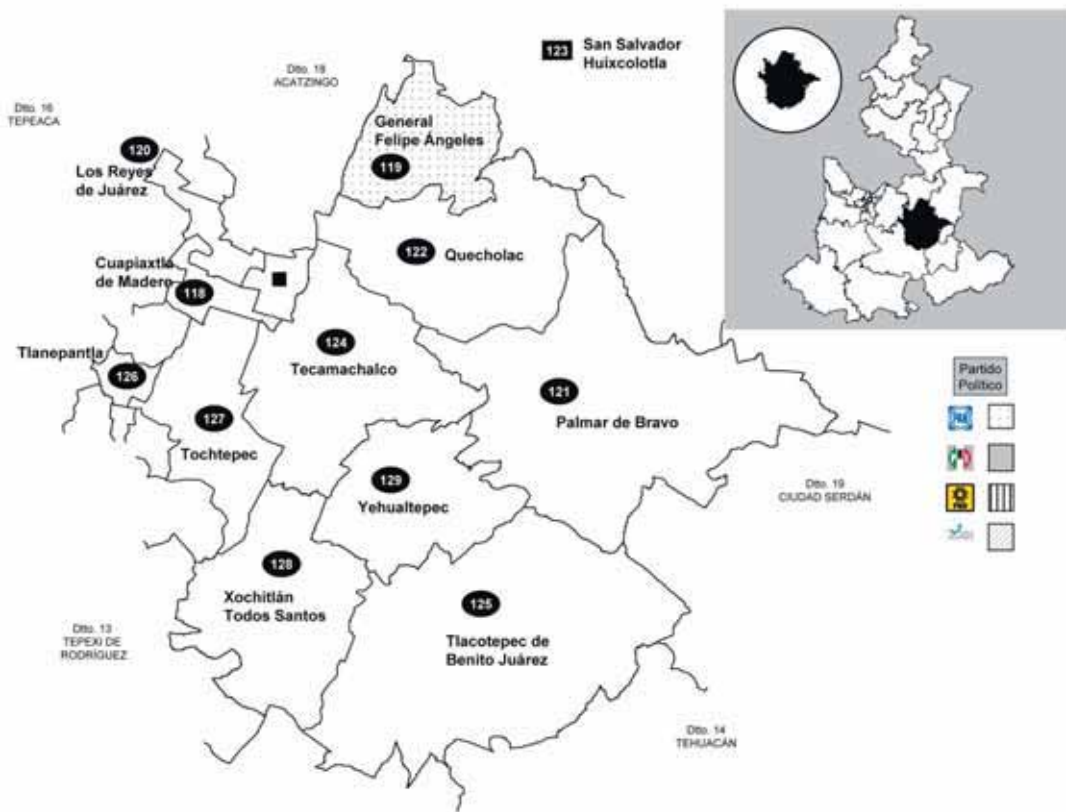 123 San Salvador
Huixcolotla
Dtto. 18
ACATZINGO
Dtto. 16
TEPEACA
General
Felipe Ángeles
119
120
Los Reyes
de Juárez
122 Quecholac
Cuapiaxtla
de Madero
118
124
Tecamachalco
Tlanepantla
126
121
Palmar de Bravo
127
Tochtepec
129
Yehualtepec
Dtto. 19
CIUDAD SERDÁN
128
Xochitlán
Todos Santos
125
Tlacotepec de
Benito Juárez
Dtto. 13
TEPEXI DE
RODRÍGUEZ
Dtto. 14
TEHUACÁN
Partido
Político
PAN
PRI
PRD